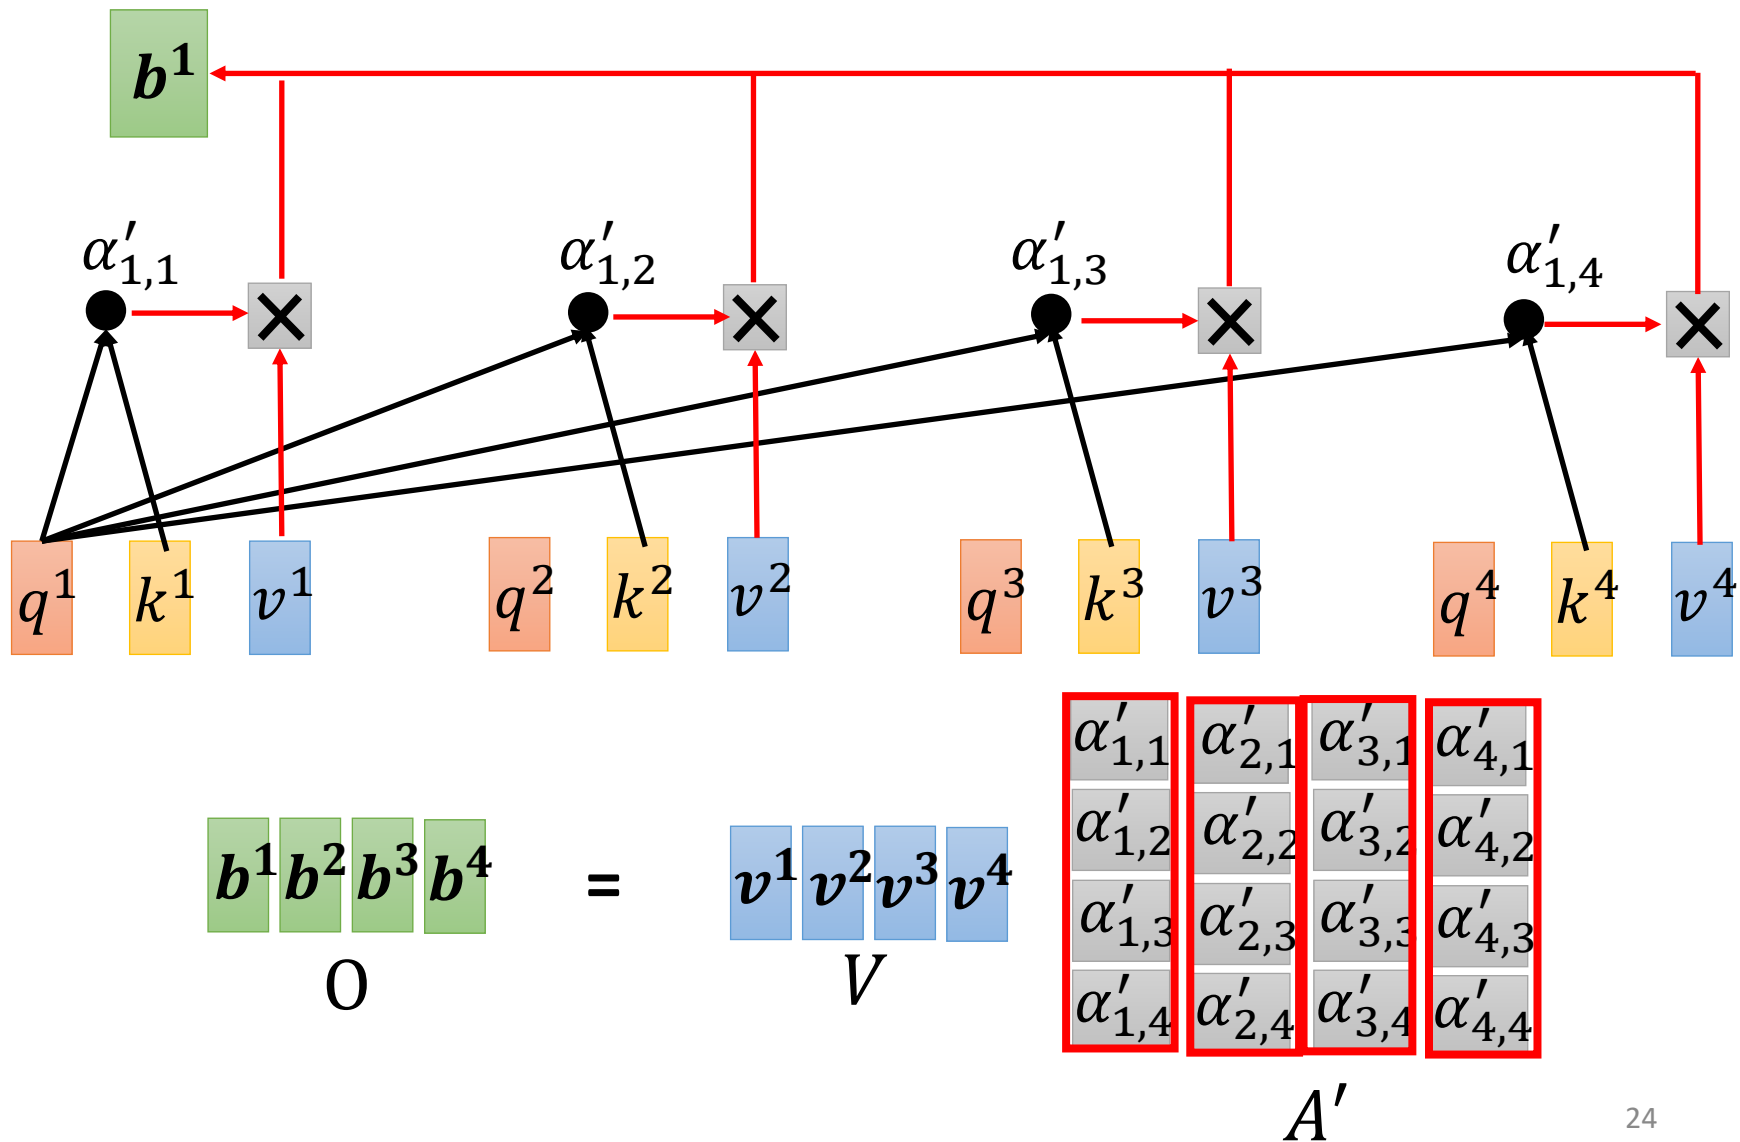 b¹
α′₁,₁ α′₁,₂ α′₁,₃ α′₁,₄
× × × ×
q¹ k¹ v¹ q² k² v² q³ k³ v³ q⁴ k⁴ v⁴
α′₁,₁ α′₂,₁ α′₃,₁ α′₄,₁
α′₁,₂ α′₂,₂ α′₃,₂ α′₄,₂
b¹ b² b³ b⁴ = v¹ v² v³ v⁴
α′₁,₃ α′₂,₃ α′₃,₃ α′₄,₃
α′₁,₄ α′₂,₄ α′₃,₄ α′₄,₄
O V
A′
24